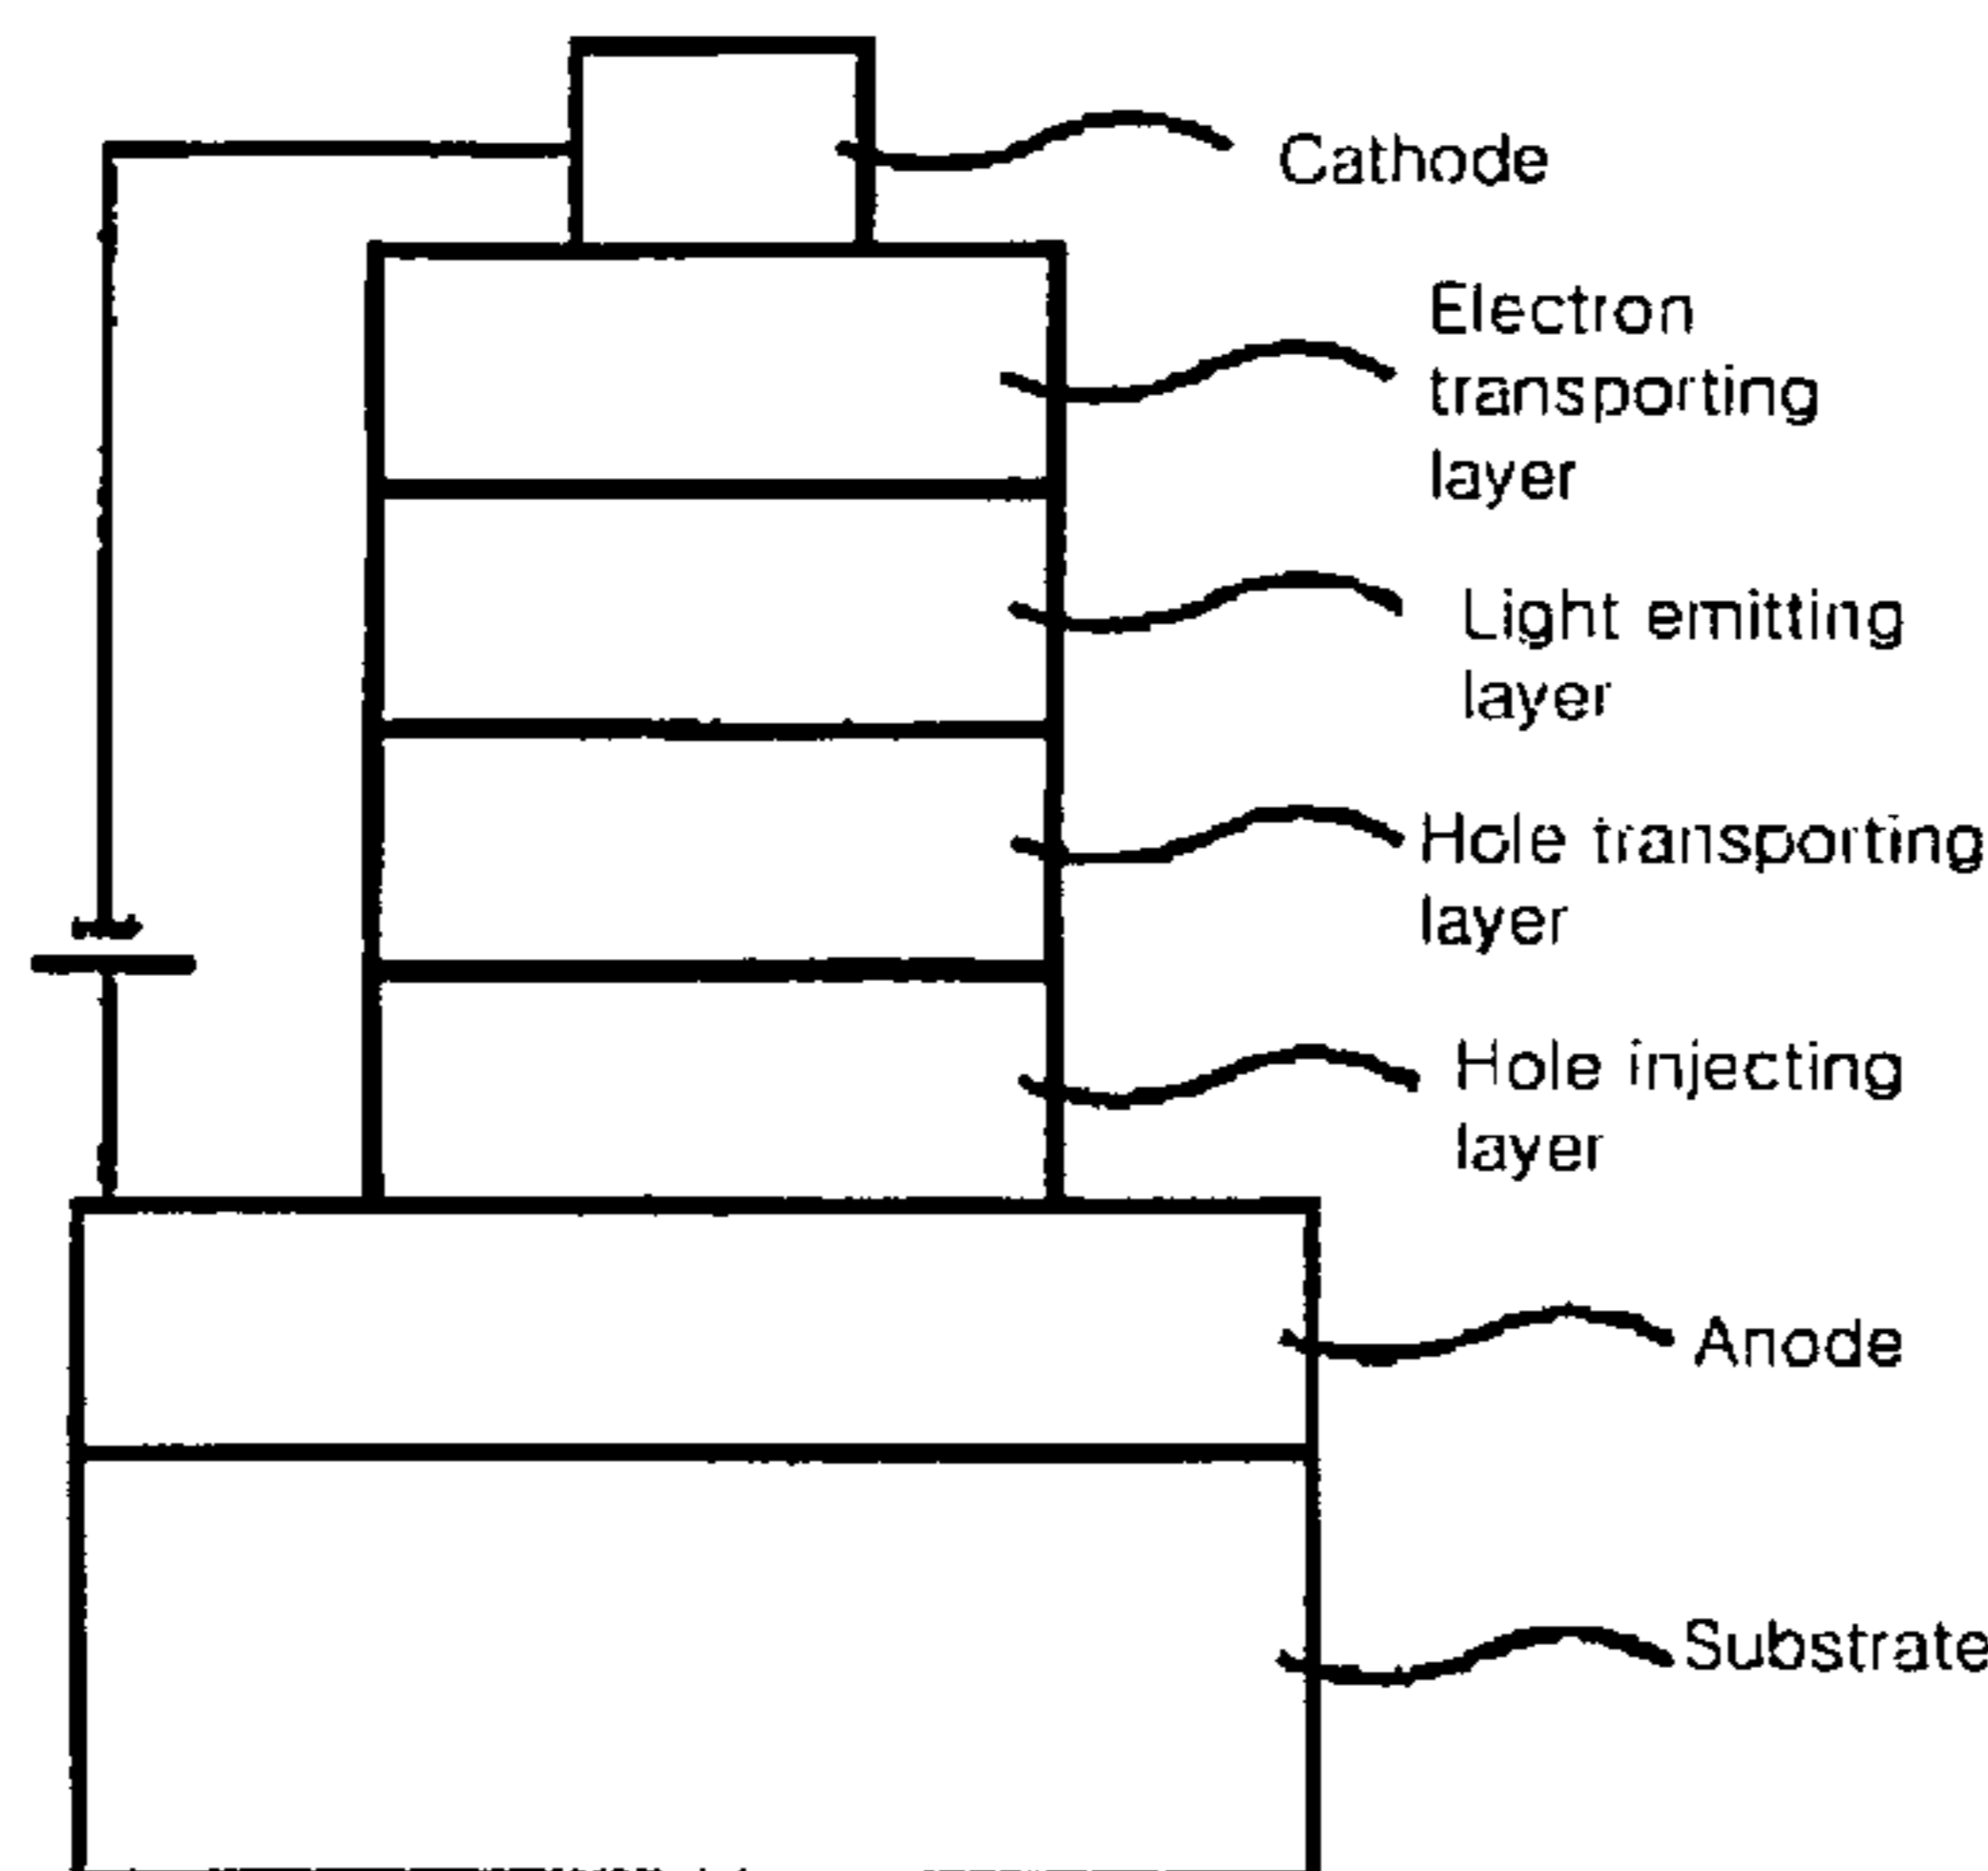 Cathode
Electron
transporting
layer
Light emitting
layer
Hole transporting
layer
Hole injecting
layer
Anode
Substrate